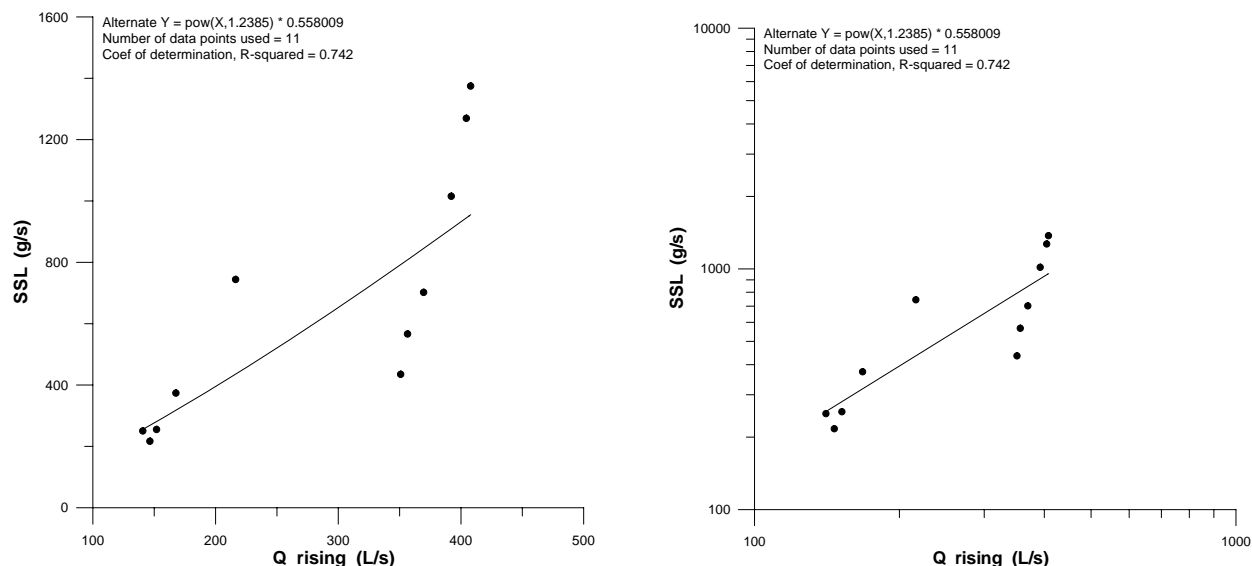 Alternate Y = pow(X,1.2385) * 0.558009
Number of data points used = 11
Coef of determination, R-squared = 0.742
1600
1200
800
400
0
SSL (g/s)
100 200 300 400 500
Q rising (L/s)
Alternate Y = pow(X,1.2385) * 0.558009
Number of data points used = 11
Coef of determination, R-squared = 0.742
10000
1000
100
SSL (g/s)
100 1000
Q rising (L/s)